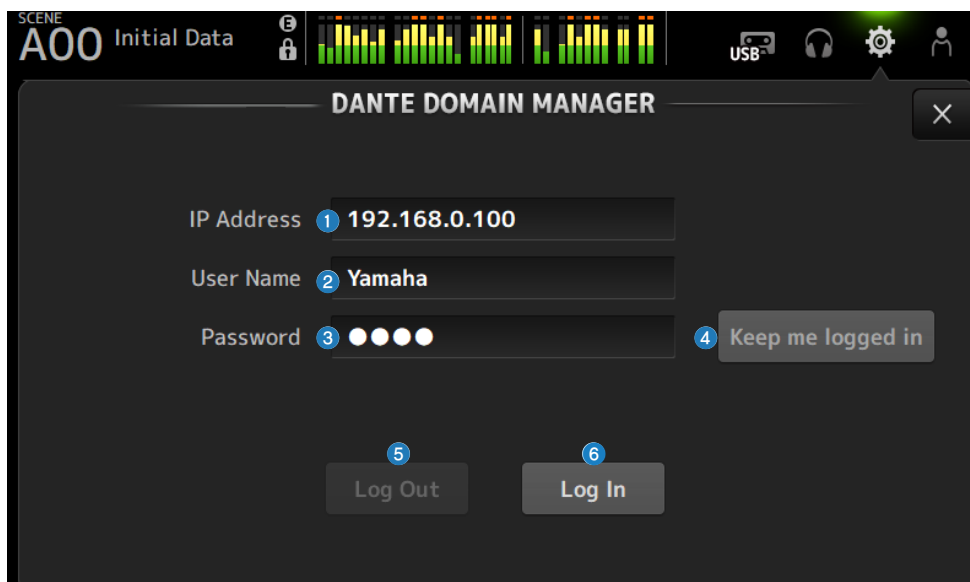 SCENE
A00 Initial Data
E
USB
DANTE DOMAIN MANAGER
IP Address 1 192.168.0.100
User Name 2 Yamaha
Password 3 ●●●●
4 Keep me logged in
5 6
Log Out Log In